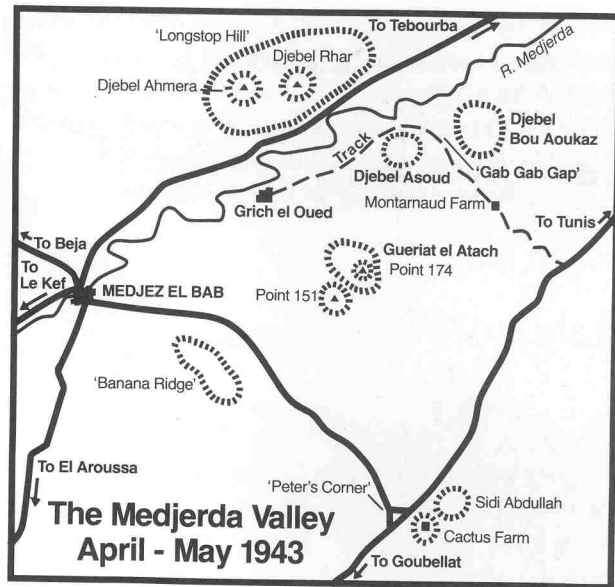 To Tebourba
'Longstop Hill'
Djebel Rhar
Djebel Ahmera
R. Medjerda
Djebel
Bou Aoukaz
Track
'Gab Gab Gap'
Djebel Asoud
Grich el Oued
Montarnaud Farm
To Tunis
To Beja
To
Le Kef
Gueriat el Atach
Point 174
MEDJEZ EL BAB
Point 151
'Banana Ridge'
To El Aroussa
'Peter's Corner'
Sidi Abdullah
The Medjerda Valley
April - May 1943
Cactus Farm
To Goubellat